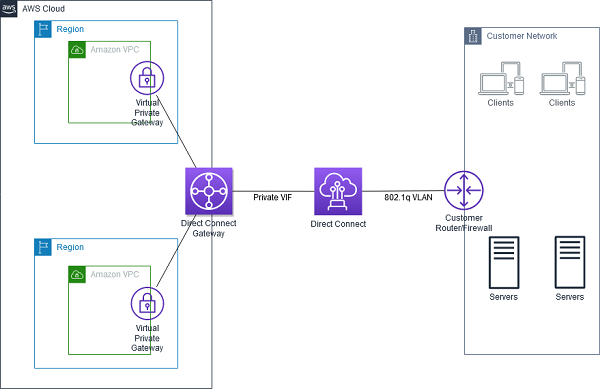 aws
AWS Cloud
Region
Amazon VPC
Virtual
Private
Gateway
Direct Connect
Gateway
Private VIF
Direct Connect
802.1q VLAN
Customer
Router/Firewall
Customer Network
Clients
Clients
Servers
Servers
Region
Amazon VPC
Virtual
Private
Gateway